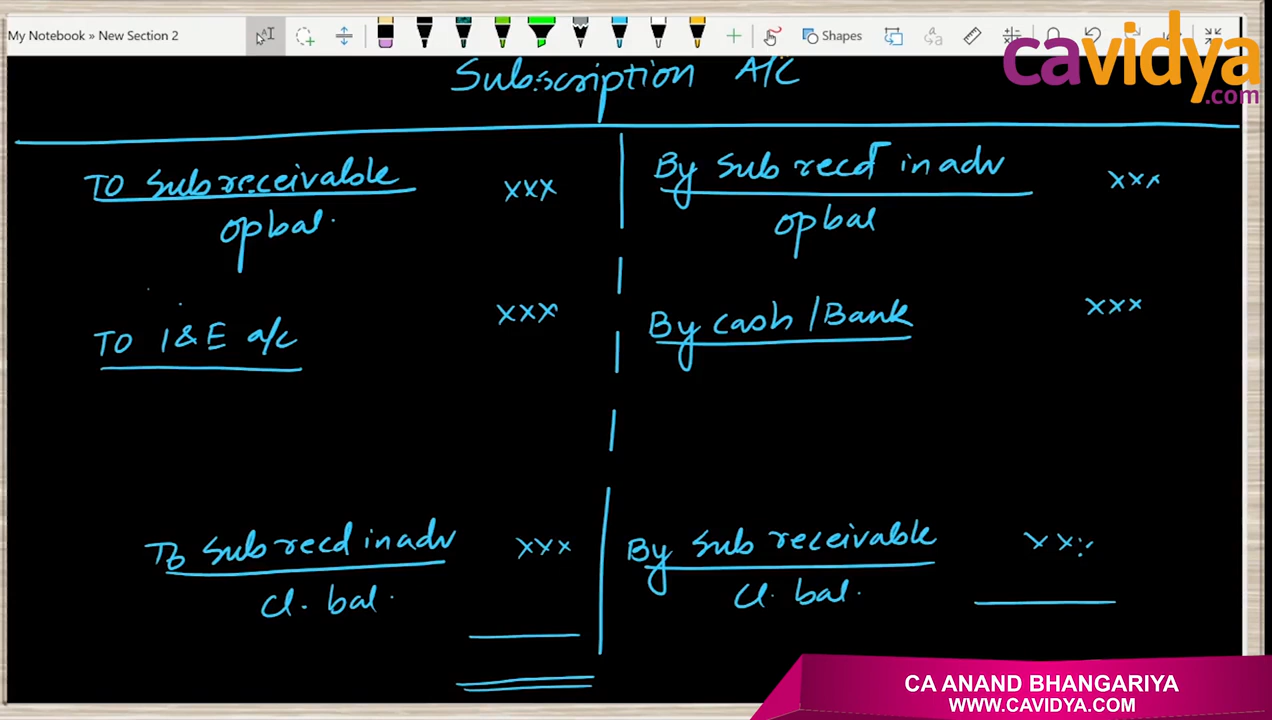 My Notebook » New Section 2
Shapes
cavidya
.com
Subscription A/C
To Sub receivable xxx
op bal.
By Sub recd in adv xxx
op bal
To I&E a/c xxx
By cash / Bank xxx
To Sub recd in adv xxx
cl. bal.
By Sub receivable xxx
cl. bal.
CA ANAND BHANGARIYA
WWW.CAVIDYA.COM